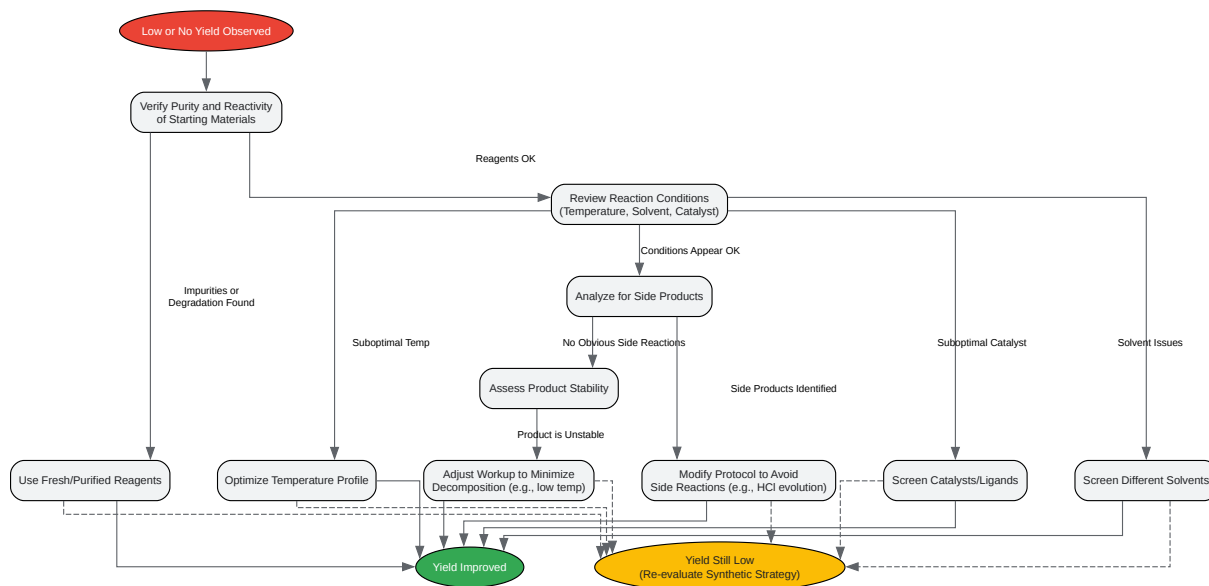 Low or No Yield Observed
Verify Purity and Reactivity
of Starting Materials
Reagents OK
Review Reaction Conditions
(Temperature, Solvent, Catalyst)
Conditions Appear OK
Impurities or
Degradation Found
Analyze for Side Products
Suboptimal Temp
No Obvious Side Reactions
Suboptimal Catalyst
Solvent Issues
Assess Product Stability
Side Products Identified
Product is Unstable
Use Fresh/Purified Reagents
Optimize Temperature Profile
Adjust Workup to Minimize
Decomposition (e.g., low temp)
Modify Protocol to Avoid
Side Reactions (e.g., HCl evolution)
Screen Catalysts/Ligands
Screen Different Solvents
Yield Improved
Yield Still Low
(Re-evaluate Synthetic Strategy)